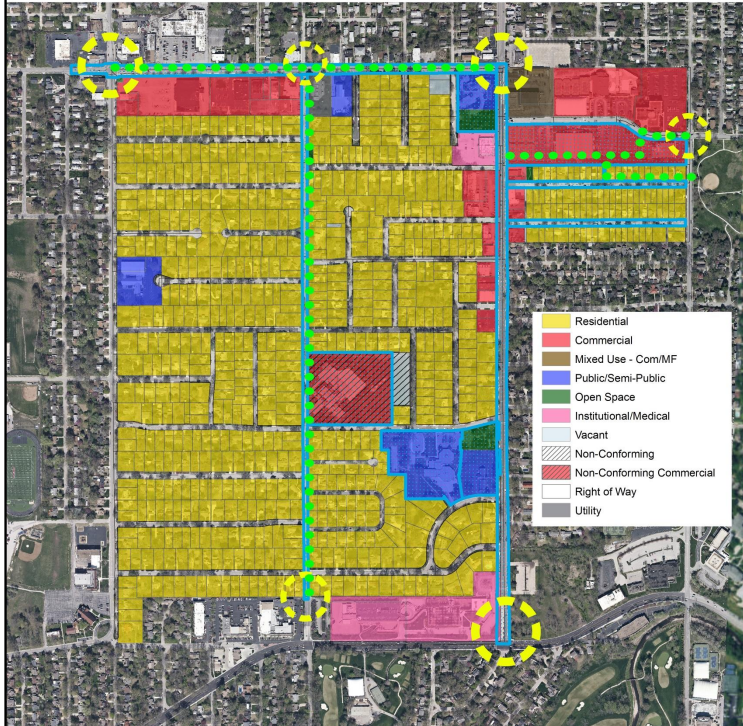 Residential
Commercial
Mixed Use - Com/MF
Public/Semi-Public
Open Space
Institutional/Medical
Vacant
Non-Conforming
Non-Conforming Commercial
Right of Way
Utility